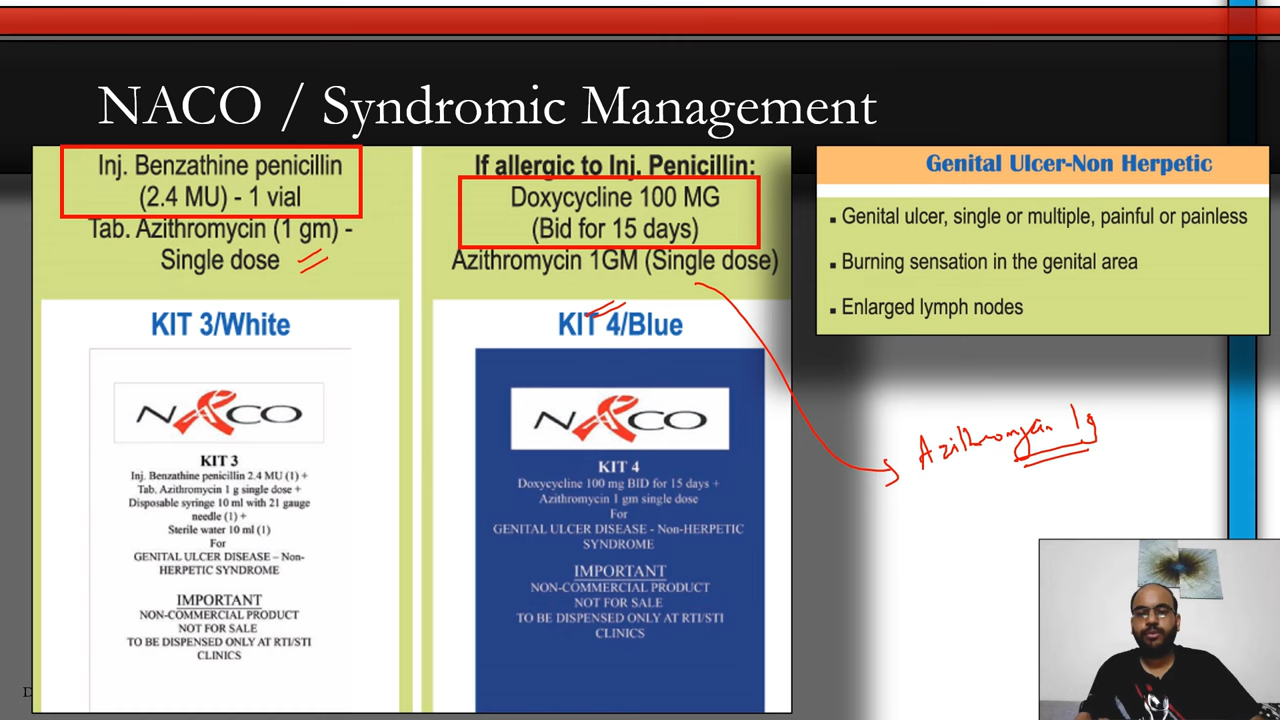 NACO / Syndromic Management
Inj. Benzathine penicillin
(2.4 MU) - 1 vial
Tab. Azithromycin (1 gm) -
Single dose
KIT 3/White
NACO
KIT 3
Inj. Benzathine penicillin 2.4 MU (1) +
Tab. Azithromycin 1 g single dose +
Disposable syringe 10 ml with 21 gauge
needle (1) +
Sterile water 10 ml (1)
For
GENITAL ULCER DISEASE – Non-
HERPETIC SYNDROME
IMPORTANT
NON-COMMERCIAL PRODUCT
NOT FOR SALE
TO BE DISPENSED ONLY AT RTI/STI
CLINICS
If allergic to Inj. Penicillin:
Doxycycline 100 MG
(Bid for 15 days)
Azithromycin 1GM (Single dose)
KIT 4/Blue
NACO
KIT 4
Doxycycline 100 mg BID for 15 days +
Azithromycin 1 gm single dose
For
GENITAL ULCER DISEASE - Non-HERPETIC
SYNDROME
IMPORTANT
NON-COMMERCIAL PRODUCT
NOT FOR SALE
TO BE DISPENSED ONLY AT RTI/STI
CLINICS
Genital Ulcer-Non Herpetic
▪ Genital ulcer, single or multiple, painful or painless
▪ Burning sensation in the genital area
▪ Enlarged lymph nodes
Azithromycin 1g